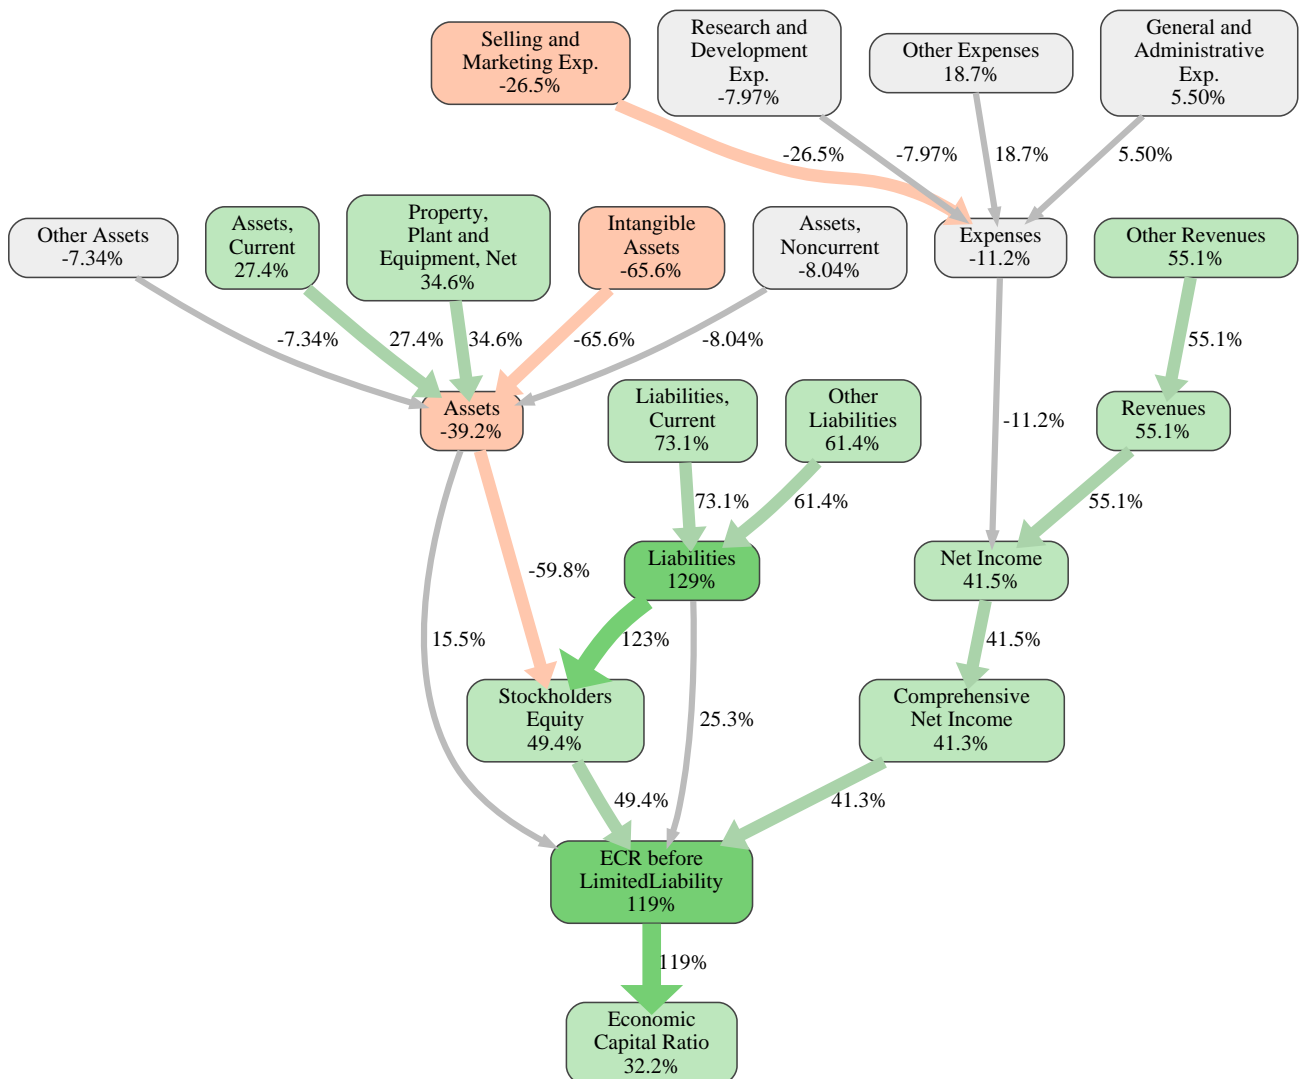 Selling and
Marketing Exp.
-26.5%
Research and
Development
Exp.
-7.97%
Other Expenses
18.7%
General and
Administrative
Exp.
5.50%
-26.5%
-7.97%
18.7%
5.50%
Other Assets
-7.34%
Assets,
Current
27.4%
Property,
Plant and
Equipment, Net
34.6%
Intangible
Assets
-65.6%
Assets,
Noncurrent
-8.04%
Expenses
-11.2%
Other Revenues
55.1%
-7.34%
27.4%
34.6%
-65.6%
-8.04%
55.1%
Assets
-39.2%
Liabilities,
Current
73.1%
Other
Liabilities
61.4%
-11.2%
Revenues
55.1%
73.1%
61.4%
55.1%
-59.8%
Liabilities
129%
Net Income
41.5%
15.5%
123%
41.5%
Stockholders
Equity
49.4%
25.3%
Comprehensive
Net Income
41.3%
49.4%
41.3%
ECR before
LimitedLiability
119%
119%
Economic
Capital Ratio
32.2%